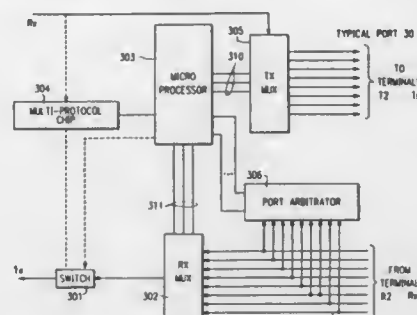 Rx
305
TYPICAL PORT 30
303
310
304
MICRO
PROCESSOR
TX
MUX
TO
TERMINAL
T2
MULTI-PROTOCOL
CHIP
306
PORT ARBITRATOR
311
RX
MUX
FROM
TERMINAL
R2
SWITCH
301
302